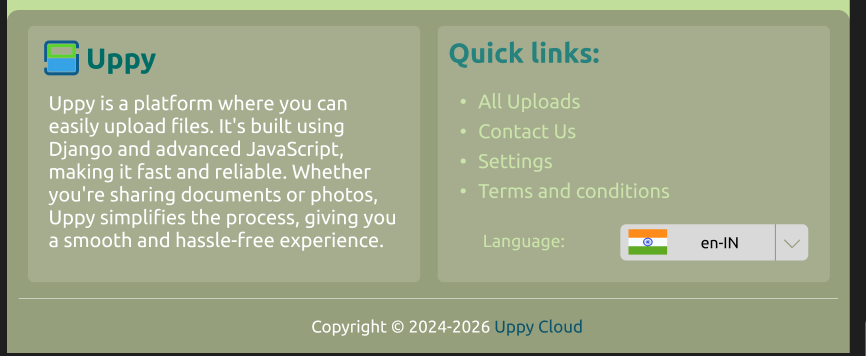 Uppy
Uppy is a platform where you can
easily upload files. It's built using
Django and advanced JavaScript,
making it fast and reliable. Whether
you're sharing documents or photos,
Uppy simplifies the process, giving you
a smooth and hassle-free experience.
Quick links:
• All Uploads
• Contact Us
• Settings
• Terms and conditions
Language: en-IN
Copyright © 2024-2026 Uppy Cloud